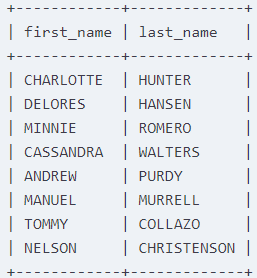 +------------+--------------+
| first_name | last_name    |
+------------+--------------+
| CHARLOTTE  | HUNTER       |
| DELORES    | HANSEN       |
| MINNIE     | ROMERO       |
| CASSANDRA  | WALTERS      |
| ANDREW     | PURDY        |
| MANUEL     | MURRELL      |
| TOMMY      | COLLAZO      |
| NELSON     | CHRISTENSON  |
+------------+--------------+